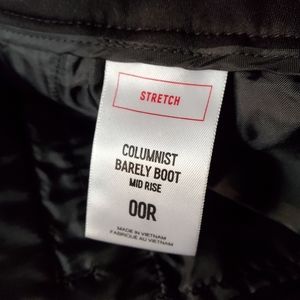 STRETCH
COLUMNIST
BARELY BOOT
MID RISE
00R
MADE IN VIETNAM
FABRIQUÉ AU VIETNAM